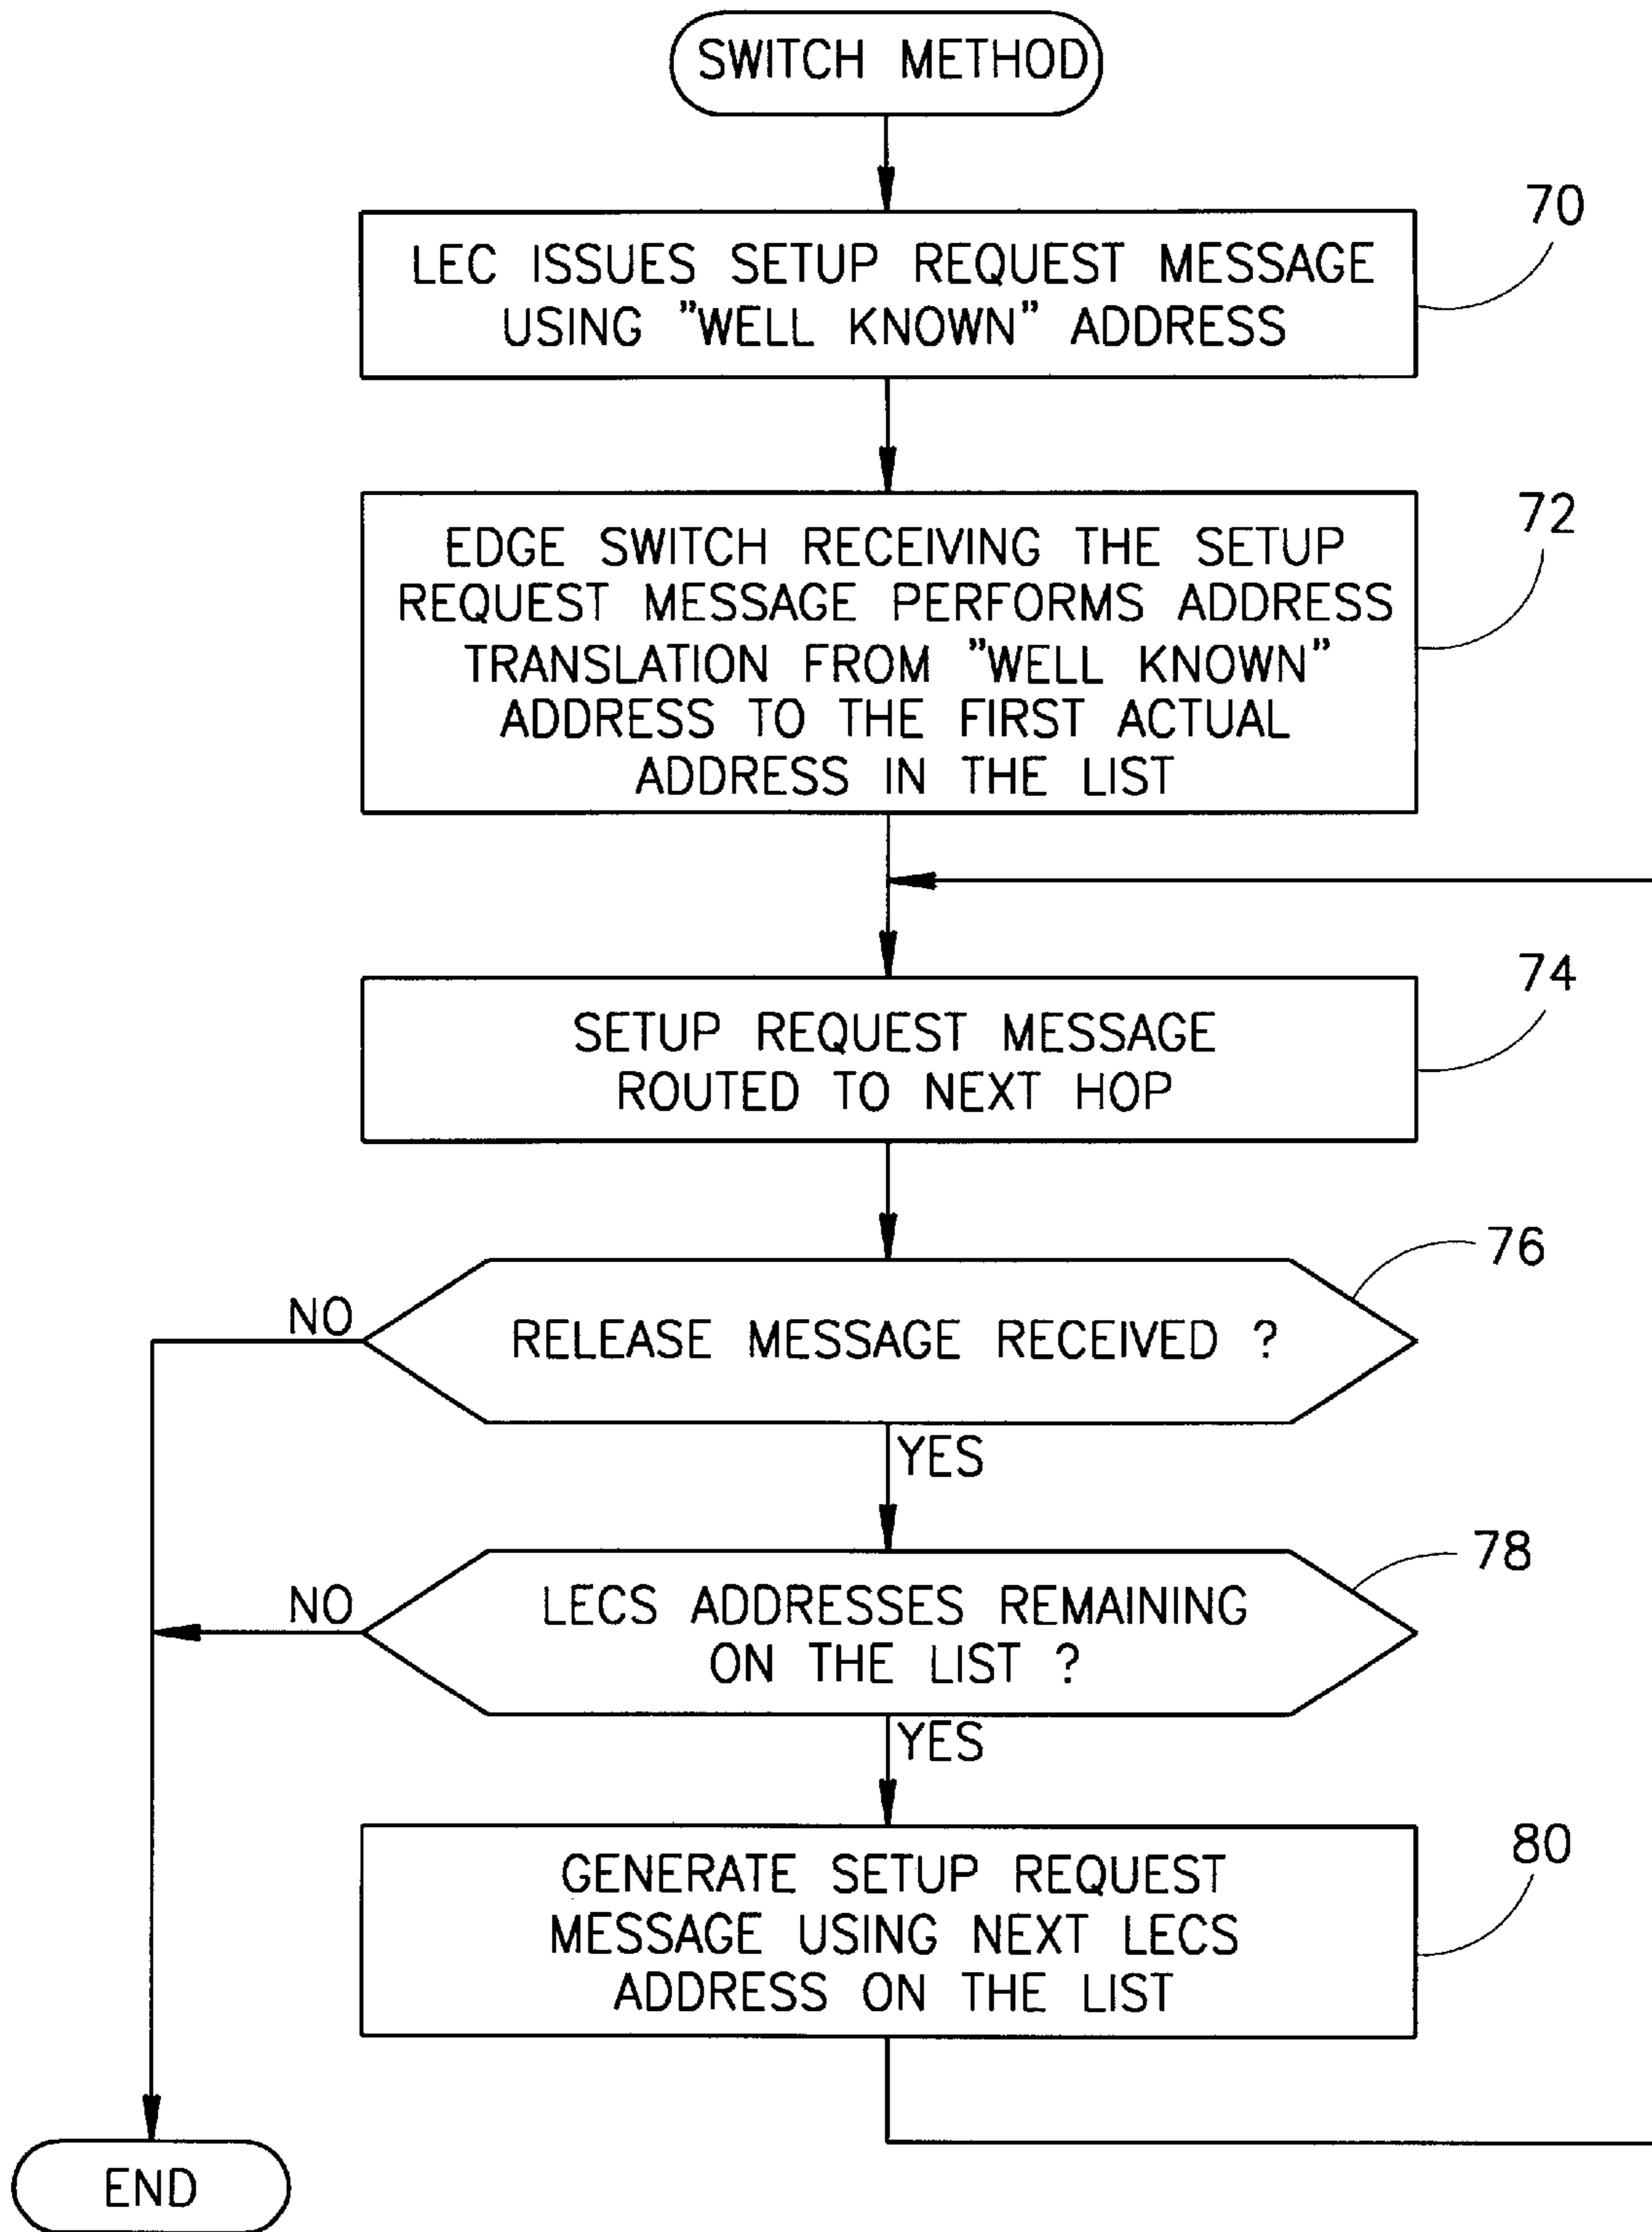 SWITCH METHOD
70
LEC ISSUES SETUP REQUEST MESSAGE
USING "WELL KNOWN" ADDRESS
72
EDGE SWITCH RECEIVING THE SETUP
REQUEST MESSAGE PERFORMS ADDRESS
TRANSLATION FROM "WELL KNOWN"
ADDRESS TO THE FIRST ACTUAL
ADDRESS IN THE LIST
74
SETUP REQUEST MESSAGE
ROUTED TO NEXT HOP
76
NO
RELEASE MESSAGE RECEIVED ?
YES
78
NO
LECS ADDRESSES REMAINING
ON THE LIST ?
YES
80
GENERATE SETUP REQUEST
MESSAGE USING NEXT LECS
ADDRESS ON THE LIST
END